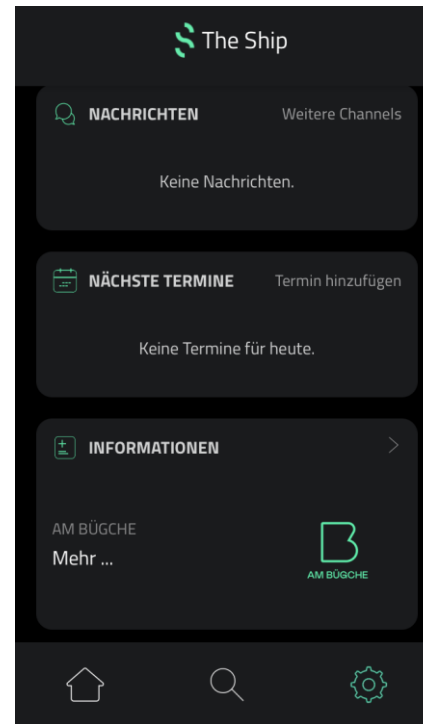 The Ship
NACHRICHTEN Weitere Channels
Keine Nachrichten.
NÄCHSTE TERMINE Termin hinzufügen
Keine Termine für heute.
INFORMATIONEN
AM BÜGCHE
Mehr ...
AM BÜGCHE